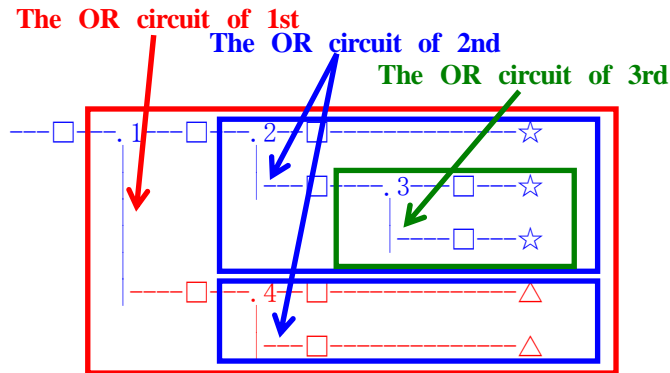 The OR circuit of 1st
The OR circuit of 2nd
The OR circuit of 3rd
---□---.1---□---.2---□------------☆
---□---.3---□---☆
----□---☆
----□---.4---□------------△
---□------------△